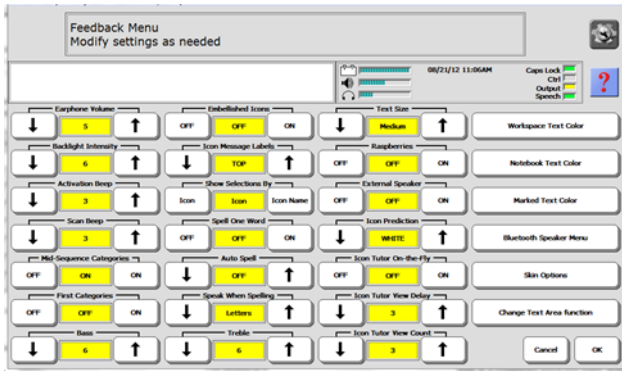 Feedback Menu
Modify settings as needed
08/21/12 11:06AM
Caps Lock
Ctrl
Output
Speech
?
Earphone Volume
5
Embellished Icons
OFF OFF ON
Text Size
Medium
Workspace Text Color
Backlight Intensity
6
Icon Message Labels
TOP
Raspberries
OFF OFF ON
Notebook Text Color
Activation Beep
3
Show Selections By
Icon Icon Icon Name
External Speaker
OFF OFF ON
Marked Text Color
Scan Beep
3
Spell One Word
OFF OFF ON
Icon Prediction
WHITE
Bluetooth Speaker Menu
Mid-Sequence Categories
OFF ON ON
Auto Spell
OFF
Icon Tutor On-the-Fly
OFF OFF ON
Skin Options
First Categories
OFF OFF ON
Speak When Spelling
Letters
Icon Tutor View Delay
3
Change Text Area function
Bass
6
Treble
6
Icon Tutor View Count
3
Cancel
OK